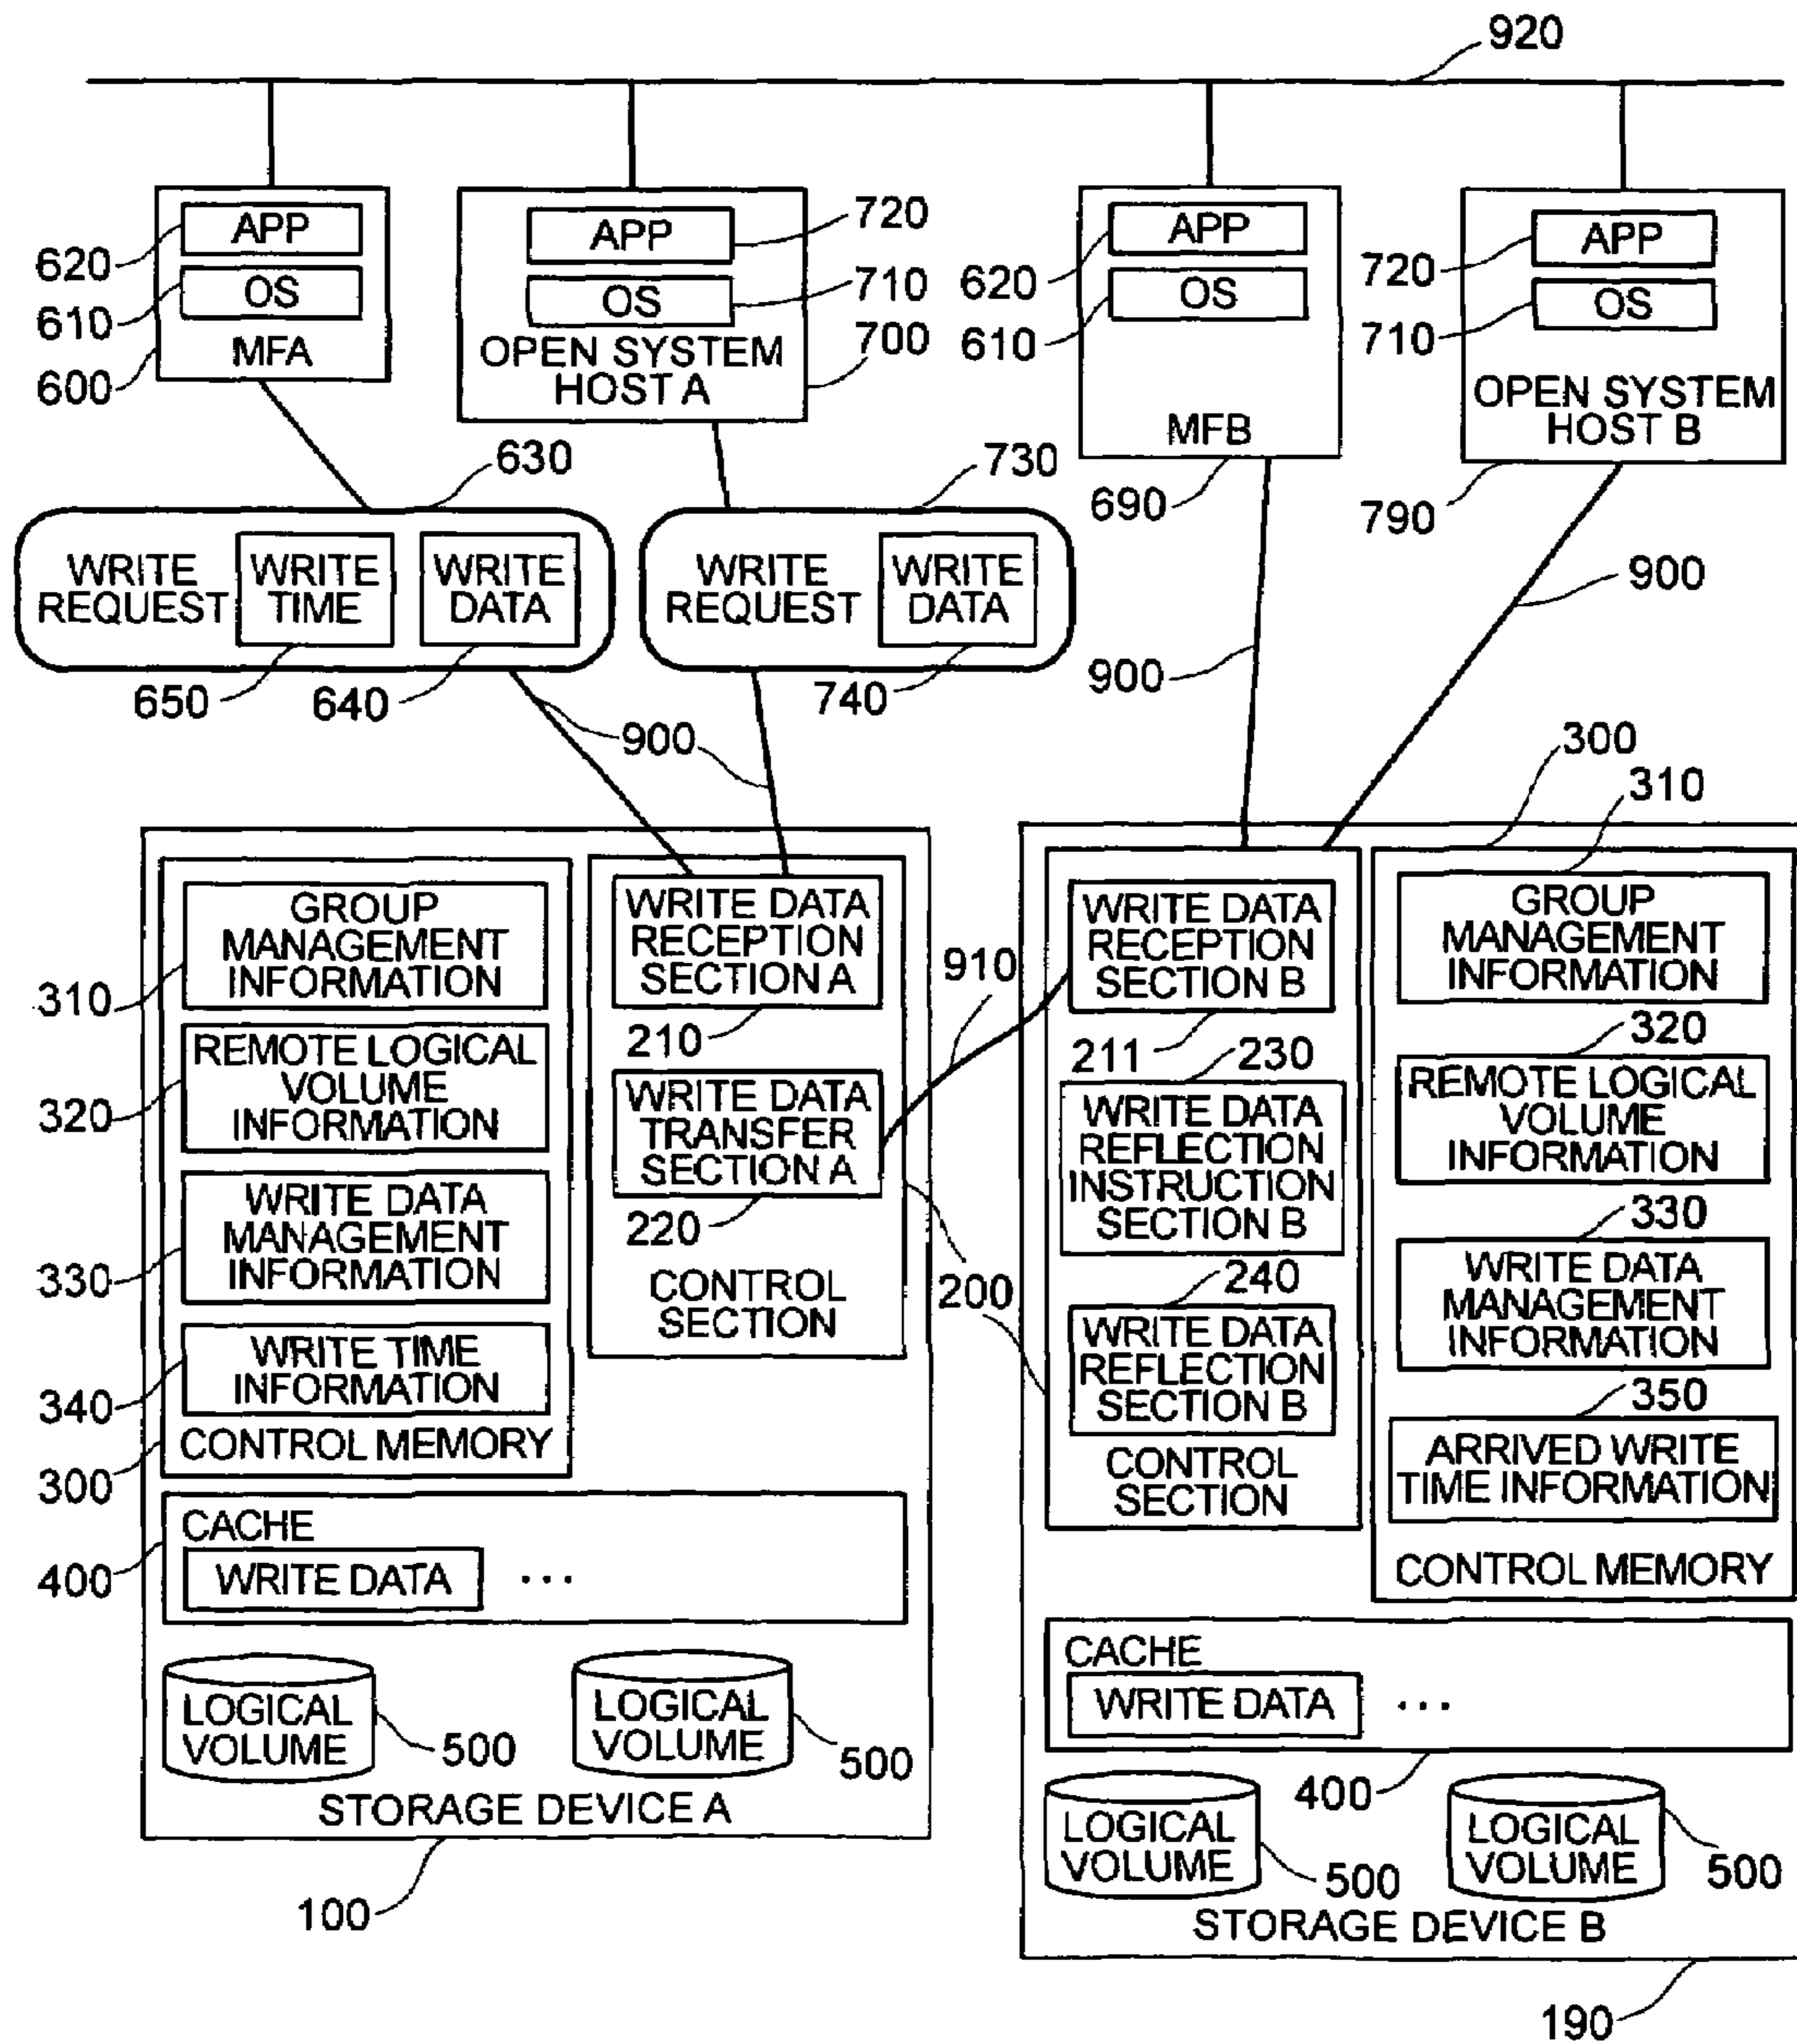 920
APP
OS
MFA
620
610
600
APP
OS
OPEN SYSTEM
HOST A
720
710
700
APP
OS
MFB
620
610
690
APP
OS
OPEN SYSTEM
HOST B
720
710
790
630
WRITE
REQUEST
WRITE
TIME
WRITE
DATA
650
640
730
WRITE
REQUEST
WRITE
DATA
740
900
900
900
GROUP
MANAGEMENT
INFORMATION
310
REMOTE LOGICAL
VOLUME
INFORMATION
320
WRITE DATA
MANAGEMENT
INFORMATION
330
WRITE TIME
INFORMATION
340
CONTROL MEMORY
300
WRITE DATA
RECEPTION
SECTION A
210
WRITE DATA
TRANSFER
SECTION A
220
CONTROL
SECTION
200
910
CACHE
WRITE DATA
...
400
LOGICAL
VOLUME
500
LOGICAL
VOLUME
500
STORAGE DEVICE A
100
WRITE DATA
RECEPTION
SECTION B
211
230
WRITE DATA
REFLECTION
INSTRUCTION
SECTION B
240
WRITE DATA
REFLECTION
SECTION B
CONTROL
SECTION
300
310
GROUP
MANAGEMENT
INFORMATION
320
REMOTE LOGICAL
VOLUME
INFORMATION
330
WRITE DATA
MANAGEMENT
INFORMATION
350
ARRIVED WRITE
TIME INFORMATION
CONTROL MEMORY
CACHE
WRITE DATA
...
400
LOGICAL
VOLUME
500
LOGICAL
VOLUME
500
STORAGE DEVICE B
190